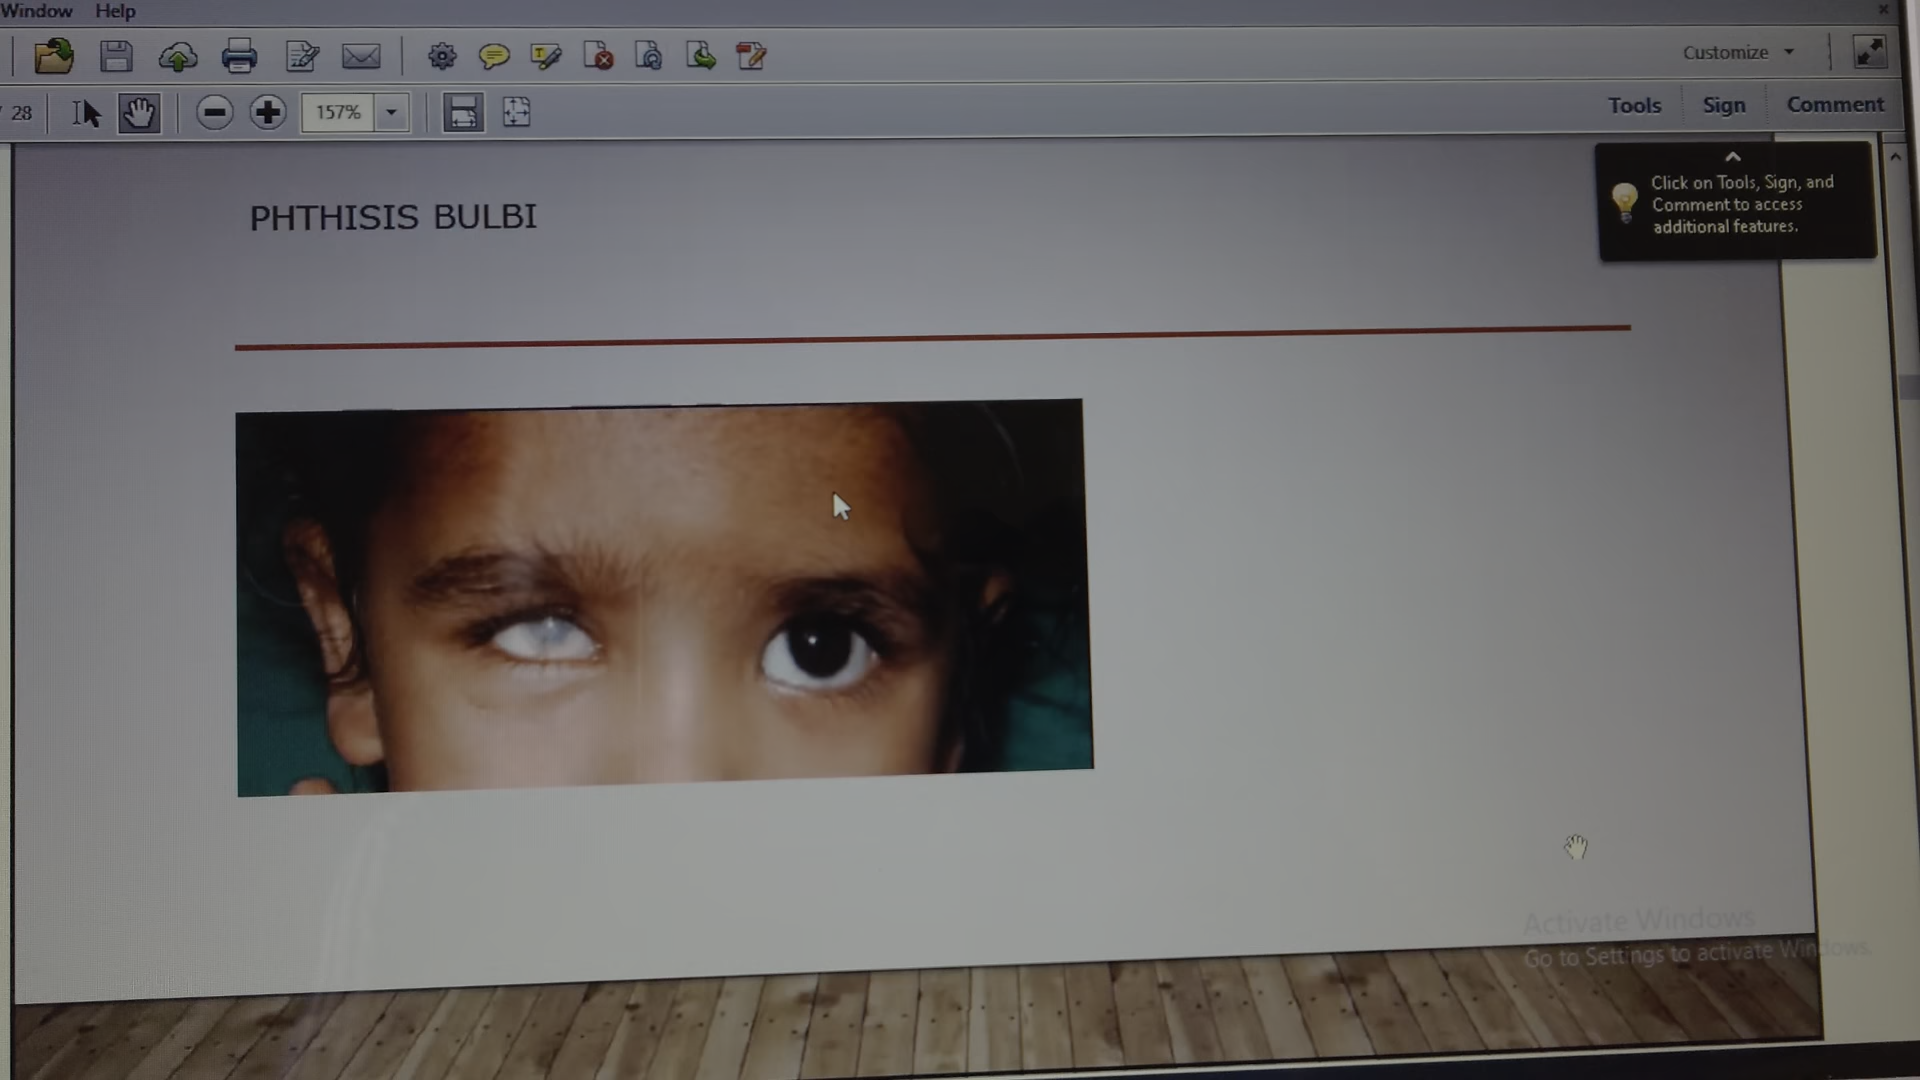 Window Help
Customize
28
157%
Tools Sign Comment
Click on Tools, Sign, and
Comment to access
additional features.
PHTHISIS BULBI
Activate Windows
Go to Settings to activate Windows.